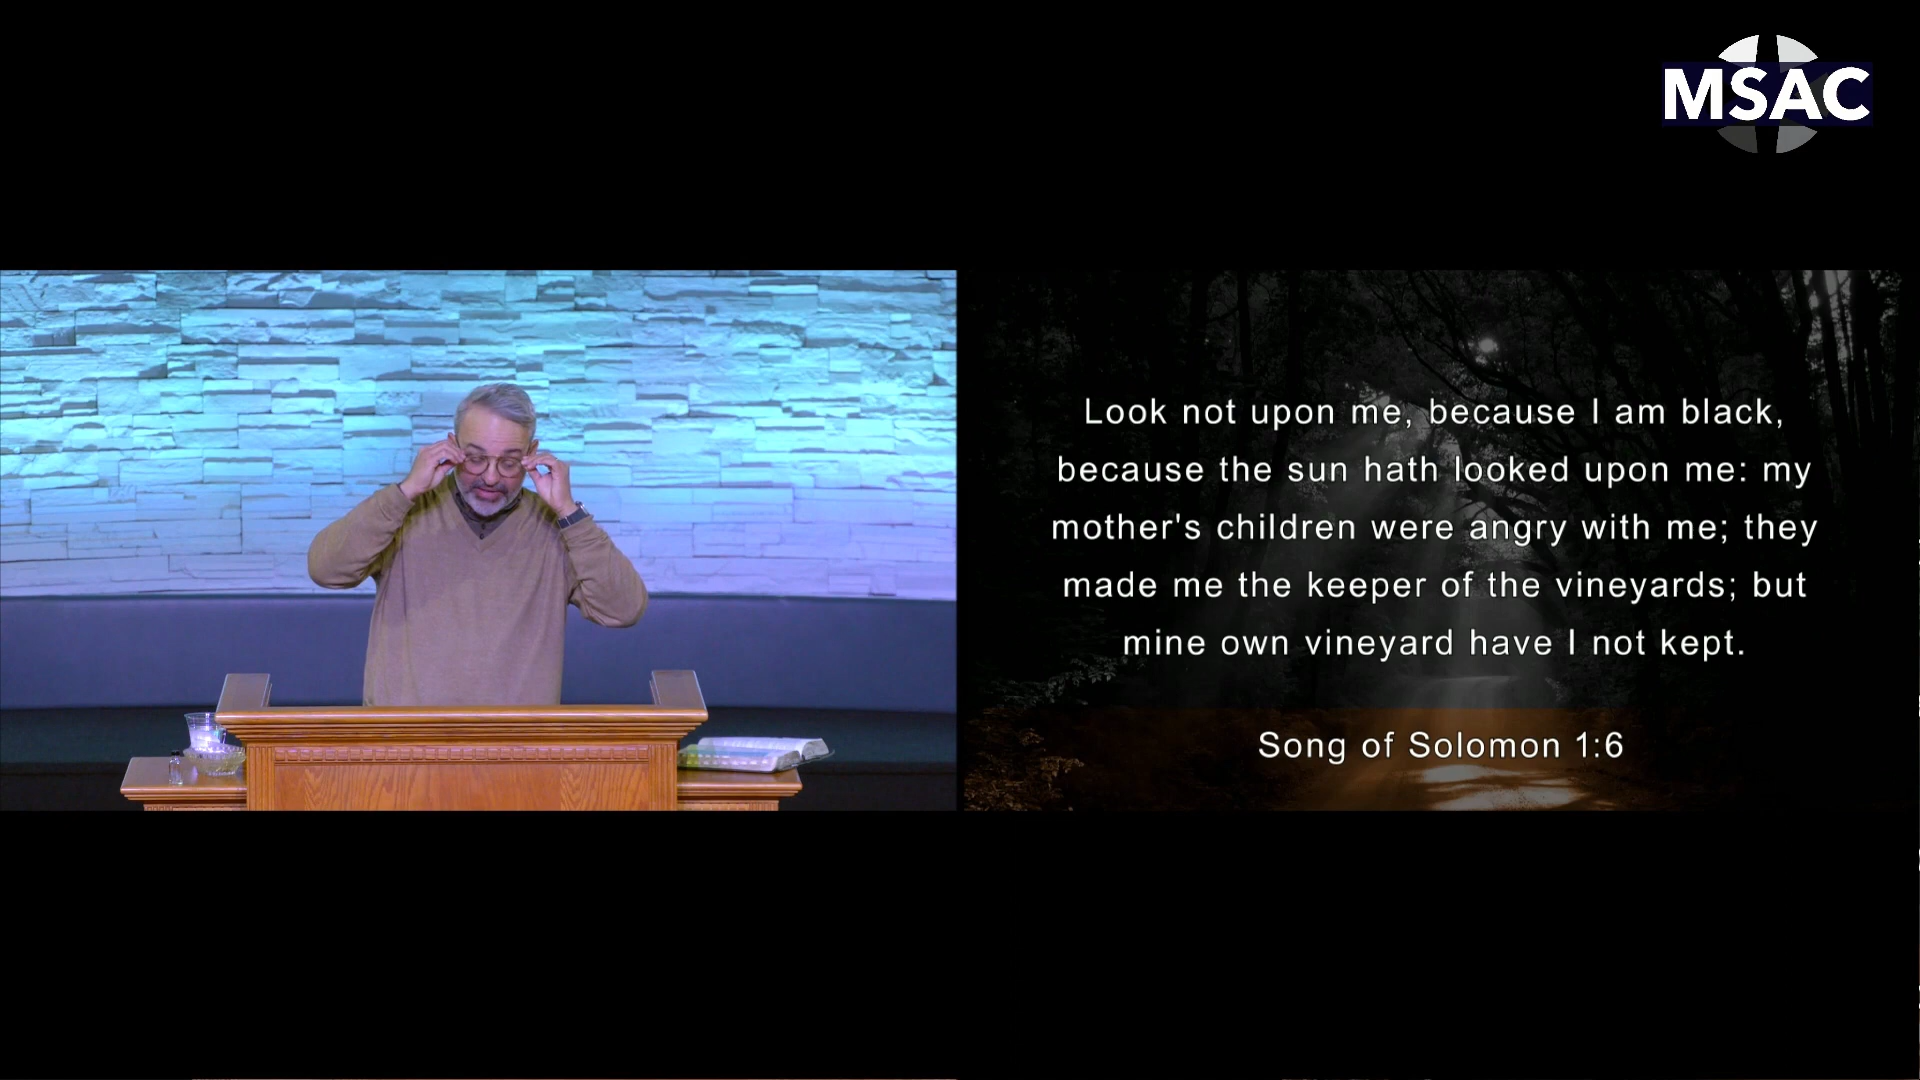 MSAC
Look not upon me, because I am black,
because the sun hath looked upon me: my
mother's children were angry with me; they
made me the keeper of the vineyards; but
mine own vineyard have I not kept.
Song of Solomon 1:6